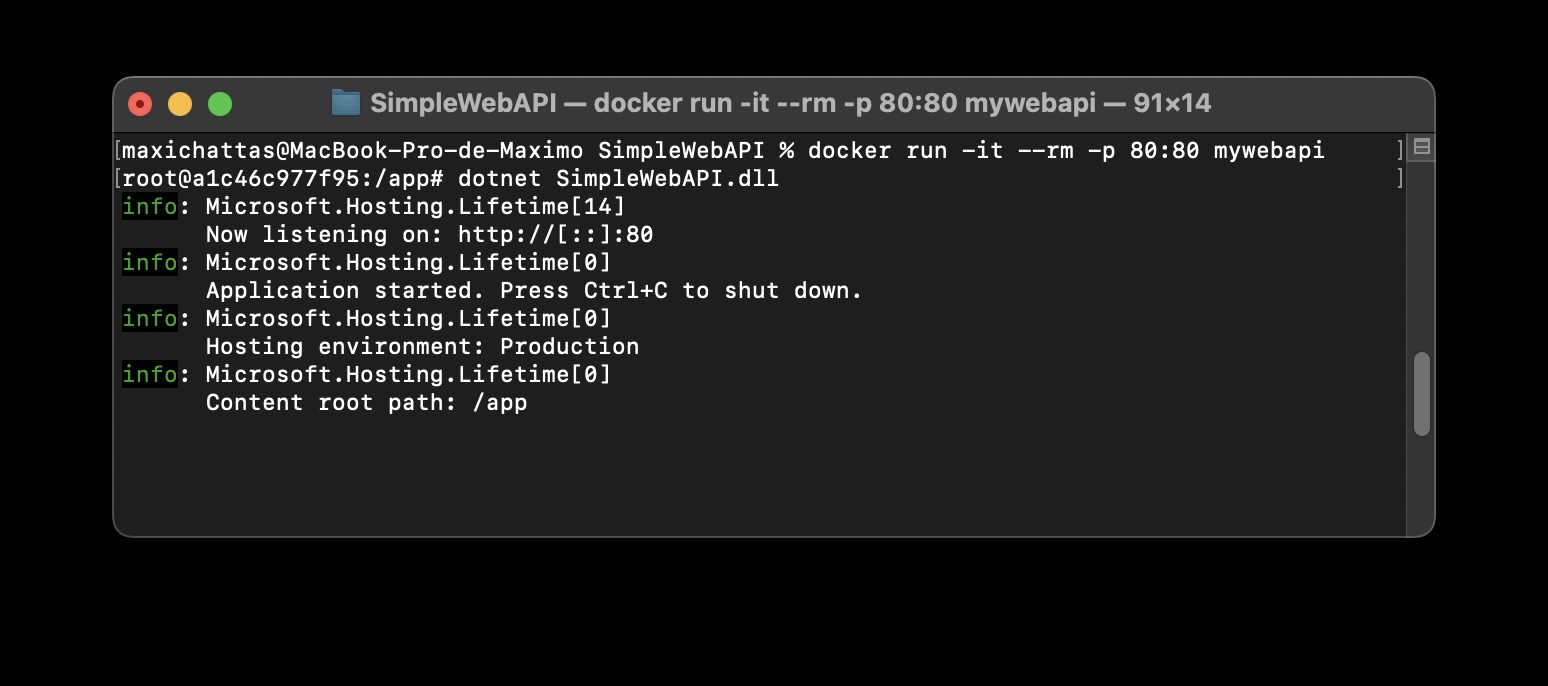 SimpleWebAPI — docker run -it --rm -p 80:80 mywebapi — 91×14
[maxichattas@MacBook-Pro-de-Maximo SimpleWebAPI % docker run -it --rm -p 80:80 mywebapi ]
[root@a1c46c977f95:/app# dotnet SimpleWebAPI.dll ]
info: Microsoft.Hosting.Lifetime[14]
Now listening on: http://[::]:80
info: Microsoft.Hosting.Lifetime[0]
Application started. Press Ctrl+C to shut down.
info: Microsoft.Hosting.Lifetime[0]
Hosting environment: Production
info: Microsoft.Hosting.Lifetime[0]
Content root path: /app